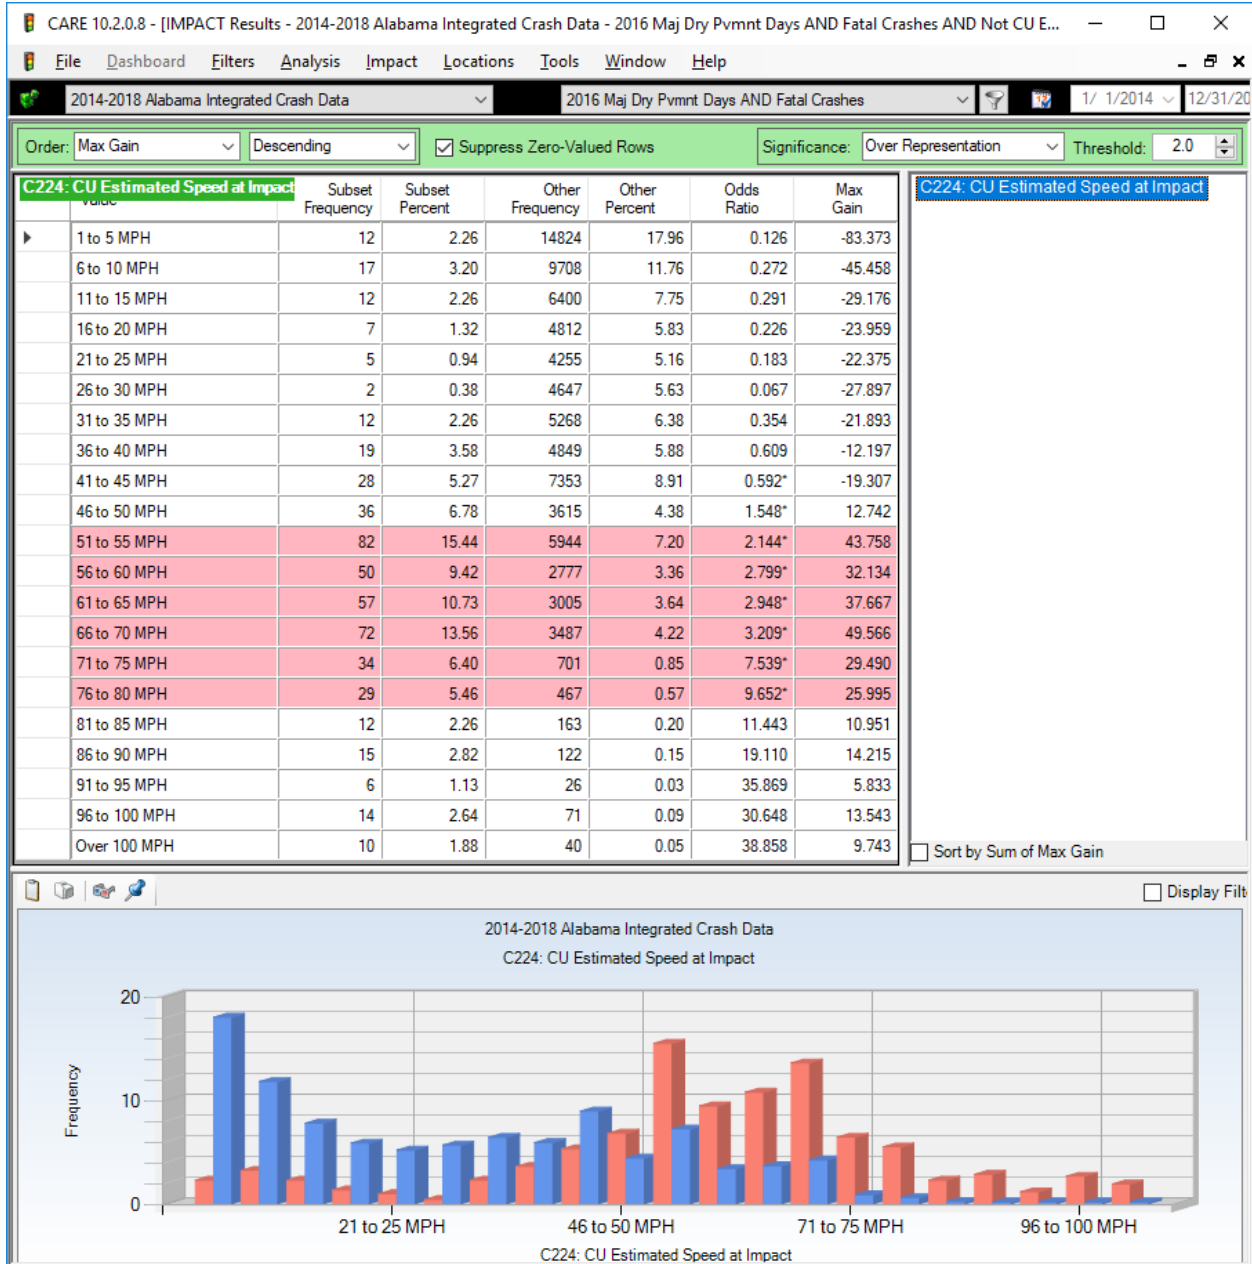 CARE 10.2.0.8 - [IMPACT Results - 2014-2018 Alabama Integrated Crash Data - 2016 Maj Dry Pvmnt Days AND Fatal Crashes AND Not CU E...
File Dashboard Filters Analysis Impact Locations Tools Window Help
2014-2018 Alabama Integrated Crash Data 2016 Maj Dry Pvmnt Days AND Fatal Crashes 1/ 1/2014 12/31/20
Order: Max Gain Descending Suppress Zero-Valued Rows Significance: Over Representation Threshold: 2.0
C224: CU Estimated Speed at Impact Subset Frequency Subset Percent Other Frequency Other Percent Odds Ratio Max Gain
1 to 5 MPH 12 2.26 14824 17.96 0.126 -83.373
6 to 10 MPH 17 3.20 9708 11.76 0.272 -45.458
11 to 15 MPH 12 2.26 6400 7.75 0.291 -29.176
16 to 20 MPH 7 1.32 4812 5.83 0.226 -23.959
21 to 25 MPH 5 0.94 4255 5.16 0.183 -22.375
26 to 30 MPH 2 0.38 4647 5.63 0.067 -27.897
31 to 35 MPH 12 2.26 5268 6.38 0.354 -21.893
36 to 40 MPH 19 3.58 4849 5.88 0.609 -12.197
41 to 45 MPH 28 5.27 7353 8.91 0.592* -19.307
46 to 50 MPH 36 6.78 3615 4.38 1.548* 12.742
51 to 55 MPH 82 15.44 5944 7.20 2.144* 43.758
56 to 60 MPH 50 9.42 2777 3.36 2.799* 32.134
61 to 65 MPH 57 10.73 3005 3.64 2.948* 37.667
66 to 70 MPH 72 13.56 3487 4.22 3.209* 49.566
71 to 75 MPH 34 6.40 701 0.85 7.539* 29.490
76 to 80 MPH 29 5.46 467 0.57 9.652* 25.995
81 to 85 MPH 12 2.26 163 0.20 11.443 10.951
86 to 90 MPH 15 2.82 122 0.15 19.110 14.215
91 to 95 MPH 6 1.13 26 0.03 35.869 5.833
96 to 100 MPH 14 2.64 71 0.09 30.648 13.543
Over 100 MPH 10 1.88 40 0.05 38.858 9.743
C224: CU Estimated Speed at Impact
Sort by Sum of Max Gain
Display Filt
2014-2018 Alabama Integrated Crash Data
C224: CU Estimated Speed at Impact
Frequency
20
10
0
21 to 25 MPH 46 to 50 MPH 71 to 75 MPH 96 to 100 MPH
C224: CU Estimated Speed at Impact